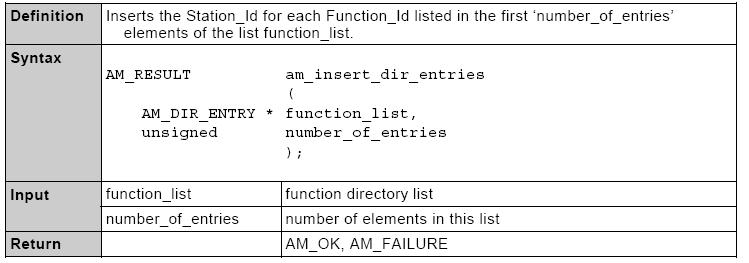 Definition Inserts the Station_Id for each Function_Id listed in the first ‘number_of_entries’
elements of the list function_list.
Syntax
AM_RESULT am_insert_dir_entries
(
AM_DIR_ENTRY * function_list,
unsigned number_of_entries
);
Input function_list function directory list
number_of_entries number of elements in this list
Return AM_OK, AM_FAILURE